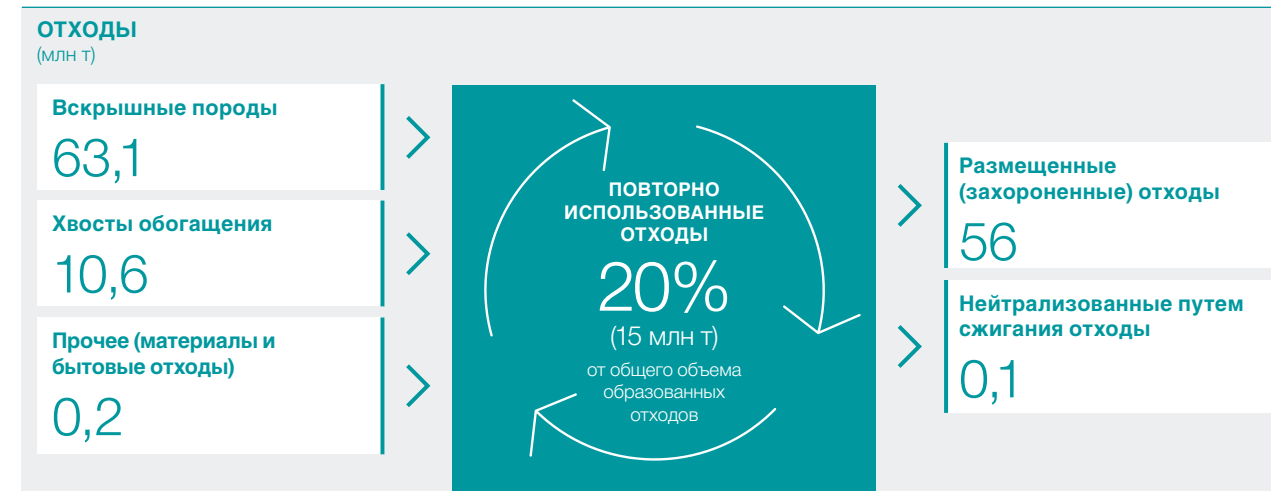 ОТХОДЫ
(млн т)
Вскрышные породы
63,1
Хвосты обогащения
10,6
Прочее (материалы и
бытовые отходы)
0,2
ПОВТОРНО
ИСПОЛЬЗОВАННЫЕ
ОТХОДЫ
20%
(15 млн т)
от общего объема
образованных
отходов
Размещенные
(захороненные) отходы
56
Нейтрализованные путем
сжигания отходы
0,1